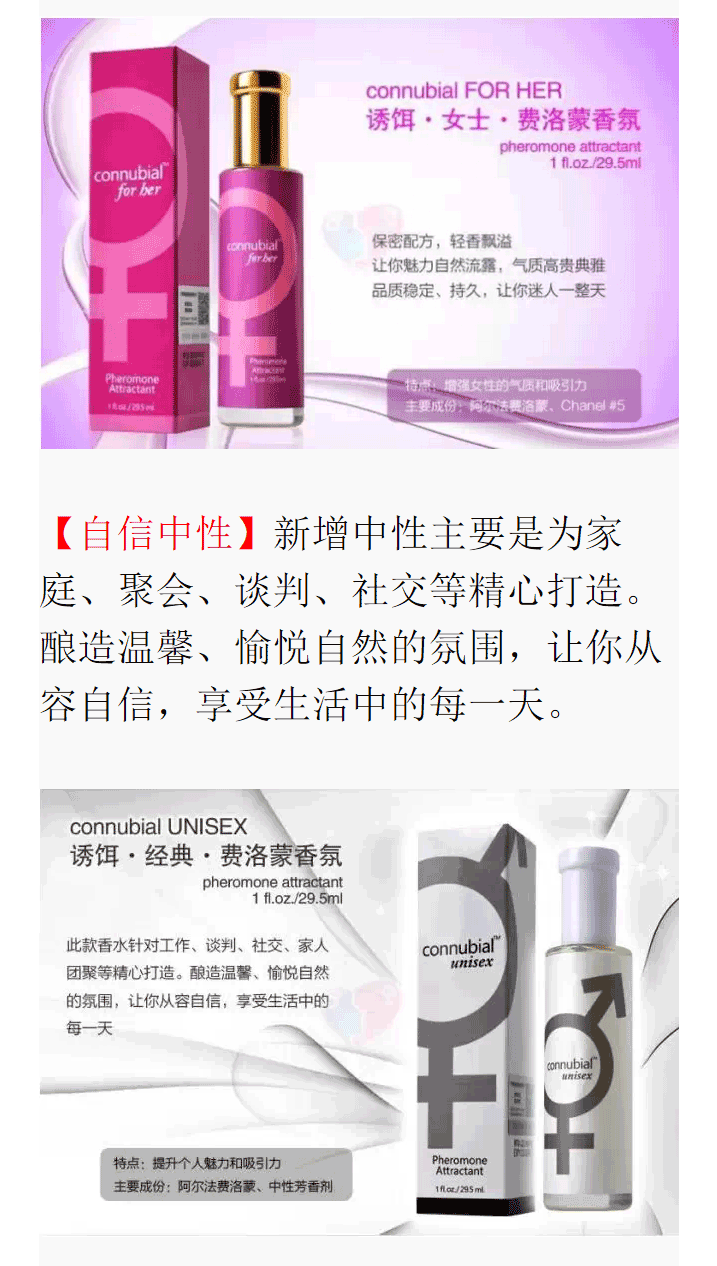 connubial FOR HER
诱饵·女士·费洛蒙香氛
pheromone attractant
1 fl.oz./29.5ml
connubial™
for her
connubial™
for her
保密配方，轻香飘溢
让你魅力自然流露，气质高贵典雅
品质稳定、持久，让你迷人一整天
Pheromone
Attractant
1 fl oz./29.5 ml
Pheromone
Attractant
特点：增强女性的气质和吸引力
主要成份：阿尔法费洛蒙、Chanel #5
【自信中性】新增中性主要是为家
庭、聚会、谈判、社交等精心打造。
酿造温馨、愉悦自然的氛围，让你从
容自信，享受生活中的每一天。
connubial UNISEX
诱饵·经典·费洛蒙香氛
pheromone attractant
1 fl.oz./29.5ml
此款香水针对工作、谈判、社交、家人
团聚等精心打造。酿造温馨、愉悦自然
的氛围，让你从容自信，享受生活中的
每一天
connubial™
unisex
connubial™
unisex
Pheromone
Attractant
1 fl.oz./29.5 ml
特点：提升个人魅力和吸引力
主要成份：阿尔法费洛蒙、中性芳香剂